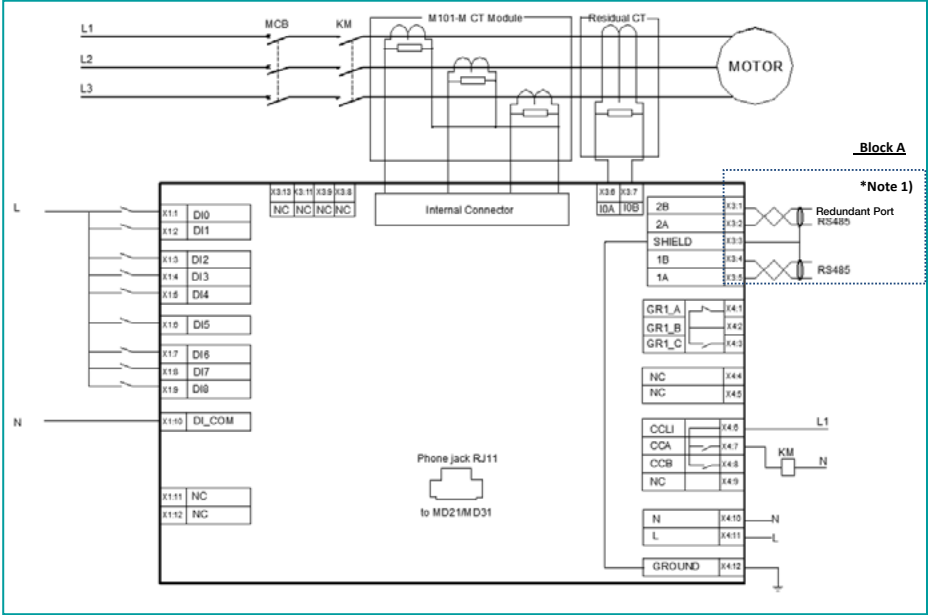 M101-M CT Module
Residual CT
MCB
KM
L1
L2
L3
MOTOR
Block A
*Note 1)
X3:13 X3:11 X3:9 X3:8
NC NC NC NC
Internal Connector
X3:6 X3:7
I0A I0B
L
X1:1 DI0
X1:2 DI1
X1:3 DI2
X1:4 DI3
X1:5 DI4
X1:6 DI5
X1:7 DI6
X1:8 DI7
X1:9 DI8
N
X1:10 DI_COM
X1:11 NC
X1:12 NC
Phone jack RJ11
to MD21/MD31
2B X3:1
2A X3:2
SHIELD X3:3
1B X3:4
1A X3:5
Redundant Port
RS485
RS485
GR1_A X4:1
GR1_B X4:2
GR1_C X4:3
NC X4:4
NC X4:5
CCLI X4:6 L1
CCA X4:7
KM
CCB X4:8 N
NC X4:9
N X4:10 N
L X4:11 L
GROUND X4:12